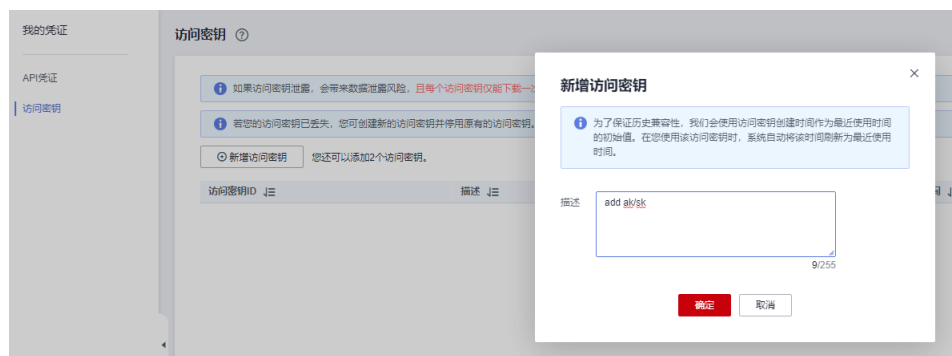 我的凭证
API凭证
访问密钥
访问密钥
如果访问密钥泄露，会带来数据泄露风险，且每个访问密钥仅能下载一
若您的访问密钥已丢失，您可创建新的访问密钥并停用原有的访问密钥。
新增访问密钥 您还可以添加2个访问密钥。
访问密钥ID 描述
新增访问密钥
为了保证历史兼容性，我们会使用访问密钥创建时间作为最近使用时间
的初始值。在您使用该访问密钥时，系统自动将该时间刷新为最近使用
时间。
描述 add ak/sk
9/255
确定 取消